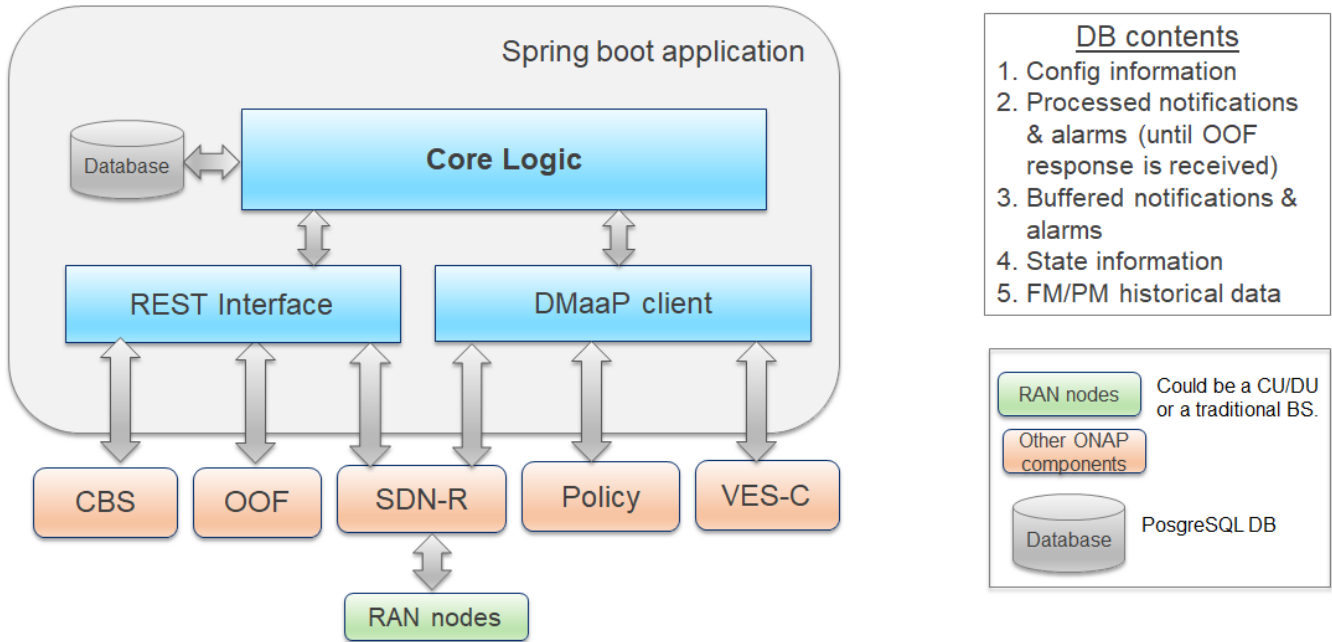 Spring boot application
Database
Core Logic
REST Interface
DMaaP client
CBS
OOF
SDN-R
Policy
VES-C
RAN nodes
DB contents
1. Config information
2. Processed notifications
& alarms (until OOF
response is received)
3. Buffered notifications &
alarms
4. State information
5. FM/PM historical data
RAN nodes
Could be a CU/DU
or a traditional BS.
Other ONAP
components
Database
PosgreSQL DB